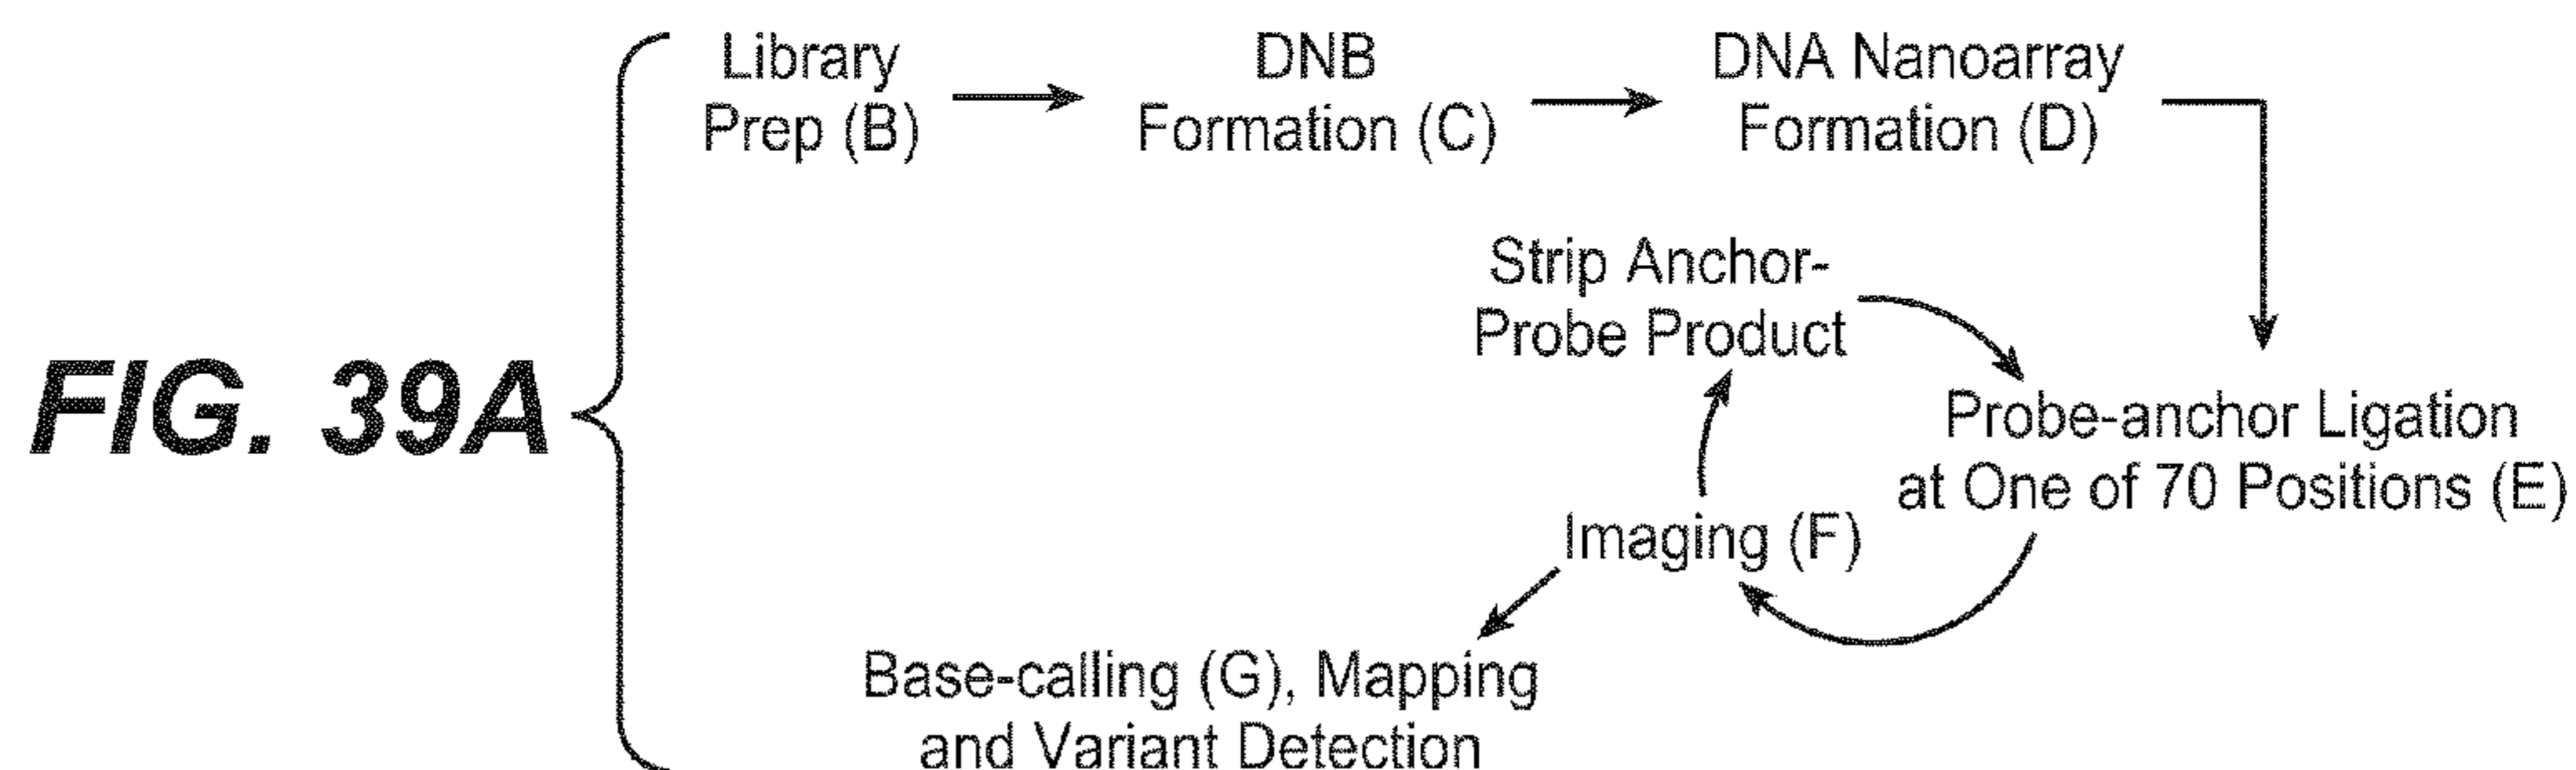 FIG. 39A
Library
Prep (B)
DNB
Formation (C)
DNA Nanoarray
Formation (D)
Strip Anchor-
Probe Product
Probe-anchor Ligation
at One of 70 Positions (E)
Imaging (F)
Base-calling (G), Mapping
and Variant Detection